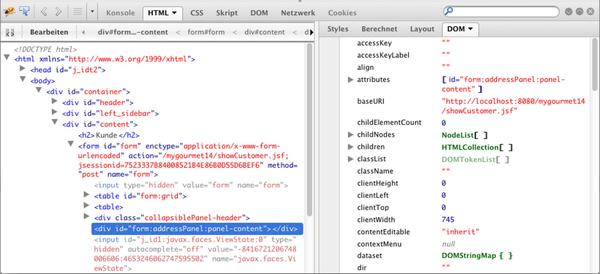 Konsole HTML CSS Skript DOM Netzwerk Cookies
Bearbeiten div#form...-content < form#form < div#content
Styles Berechnet Layout DOM
<!DOCTYPE html>
<html xmlns="http://www.w3.org/1999/xhtml">
<head id="j_idt2">
<body>
<div id="container">
<div id="header">
<div id="left_sidebar">
<div id="content">
<h2>Kunde</h2>
<form id="form" enctype="application/x-www-form-
urlencoded" action="/mygourmet14/showCustomer.jsf;
jsessionid=7523337B84008521B4E86B0D55D6BEF6" method=
"post" name="form">
<input type="hidden" value="form" name="form">
<table id="form:grid">
<table>
<div class="collapsiblePanel-header">
<div id="form:addressPanel:panel-content"></div>
<input id="j_id1:javax.faces.ViewState:0" type=
"hidden" autocomplete="off" value="-8416721206748
006606:4653246062747595502" name="javax.faces.
ViewState">
accessKey ""
accessKeyLabel ""
align ""
attributes [ id="form:addressPanel:panel-
content" ]
baseURI "http://localhost:8080/mygourmet14
/showCustomer.jsf"
childElementCount 0
childNodes NodeList[ ]
children HTMLCollection[ ]
classList DOMTokenList[ ]
className ""
clientHeight 0
clientLeft 0
clientTop 0
clientWidth 745
contentEditable "inherit"
contextMenu null
dataset DOMStringMap { }
dir ""